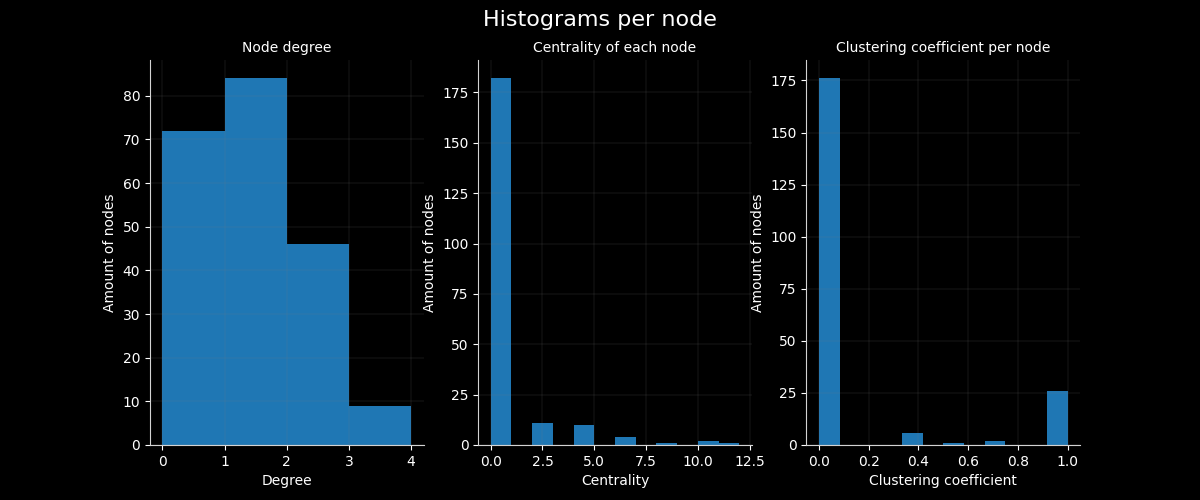 Histograms per node
Node degree
Amount of nodes
80
70
60
50
40
30
20
10
0
0 1 2 3 4
Degree
Centrality of each node
Amount of nodes
175
150
125
100
75
50
25
0
0.0 2.5 5.0 7.5 10.0 12.5
Centrality
Clustering coefficient per node
Amount of nodes
175
150
125
100
75
50
25
0
0.0 0.2 0.4 0.6 0.8 1.0
Clustering coefficient